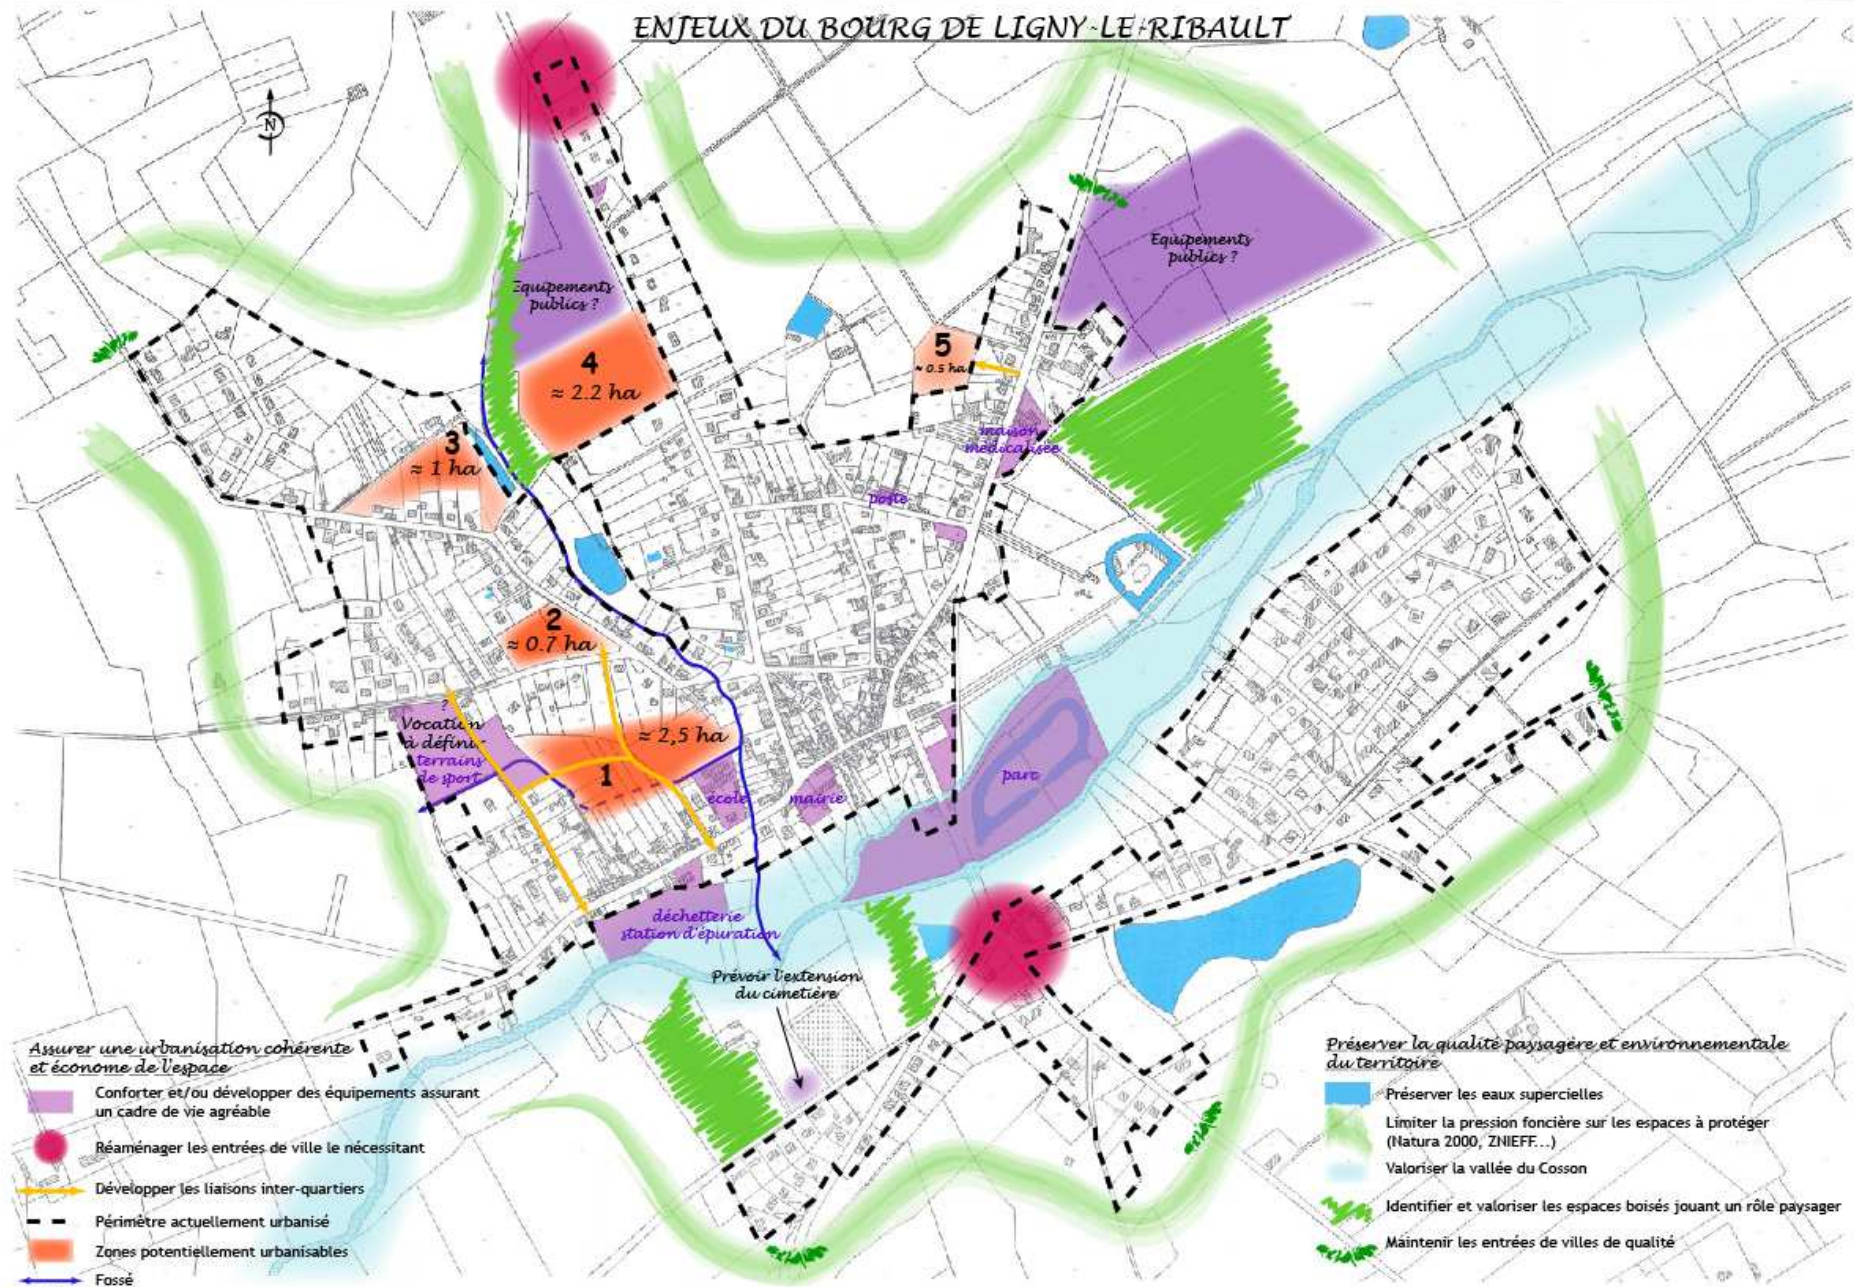 ENJEUX DU BOURG DE LIGNY-LE-RIBAULT
N
Equipements
publics ?
Equipements
publics ?
4
≈ 2.2 ha
5
≈ 0.5 ha
3
≈ 1 ha
maison
médicalisée
poste
2
≈ 0.7 ha
?
Vocation
à définir
terrains
de sport
≈ 2,5 ha
1
école
mairie
parc
déchetterie
station d'épuration
Prévoir l'extension
du cimetière
Assurer une urbanisation cohérente
et économe de l'espace
Conforter et/ou développer des équipements assurant
un cadre de vie agréable
Réaménager les entrées de ville le nécessitant
Développer les liaisons inter-quartiers
Périmètre actuellement urbanisé
Zones potentiellement urbanisables
Fossé
Préserver la qualité paysagère et environnementale
du territoire
Préserver les eaux supercielles
Limiter la pression foncière sur les espaces à protéger
(Natura 2000, ZNIEFF...)
Valoriser la vallée du Cosson
Identifier et valoriser les espaces boisés jouant un rôle paysager
Maintenir les entrées de villes de qualité